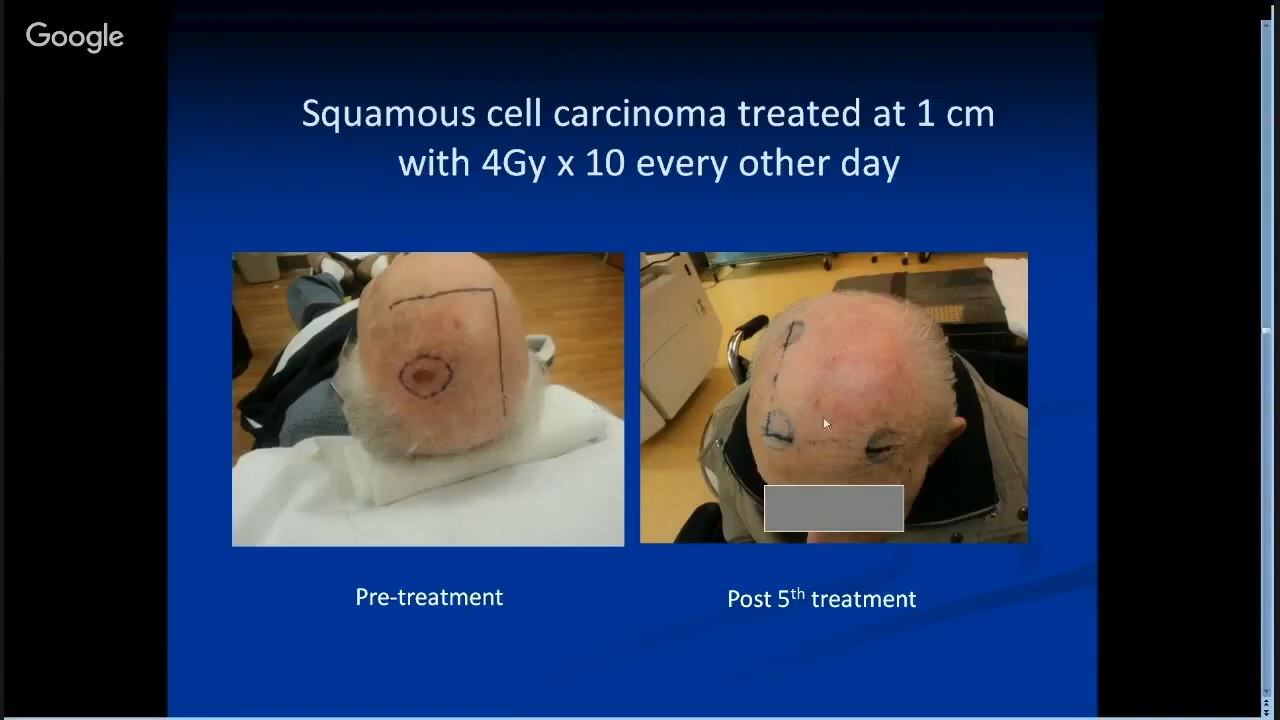 Google
Squamous cell carcinoma treated at 1 cm
with 4Gy x 10 every other day
Pre-treatment
Post 5th treatment